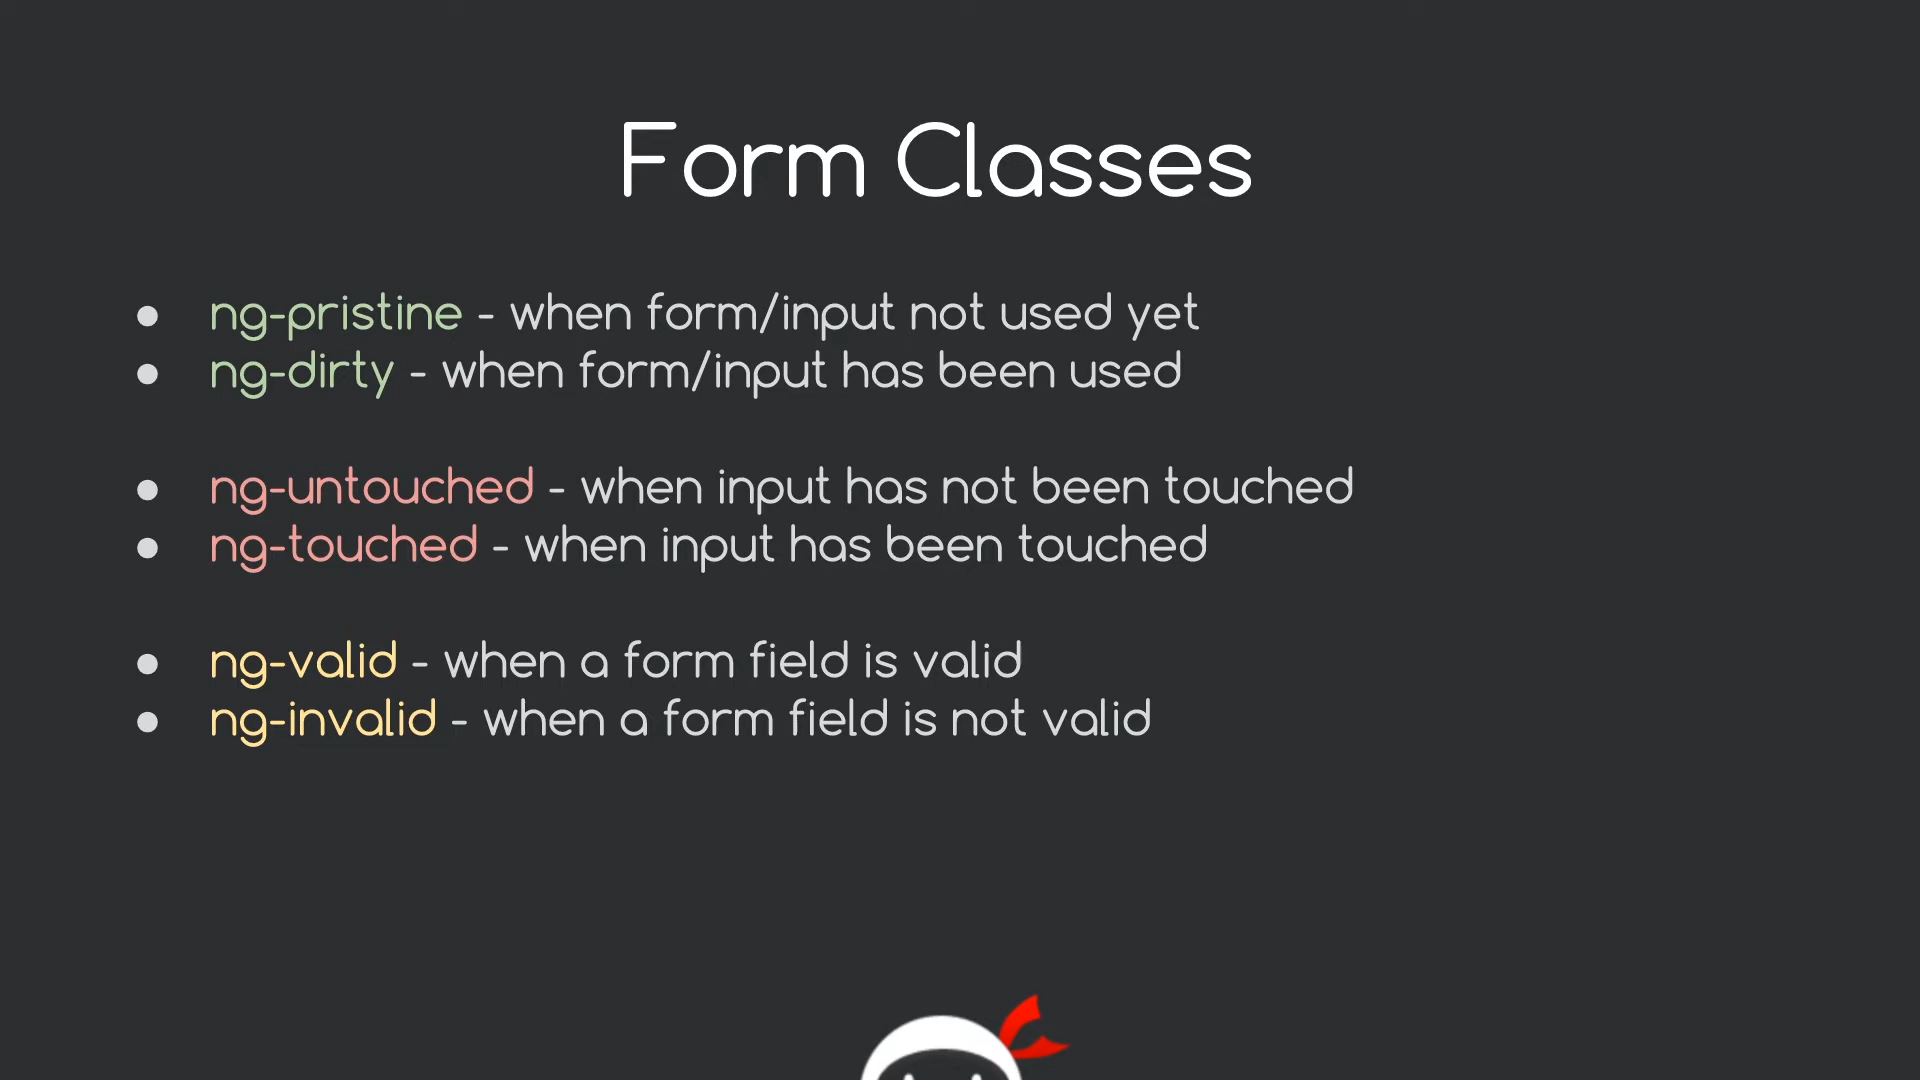 Form Classes
● ng-pristine - when form/input not used yet
● ng-dirty - when form/input has been used
● ng-untouched - when input has not been touched
● ng-touched - when input has been touched
● ng-valid - when a form field is valid
● ng-invalid - when a form field is not valid